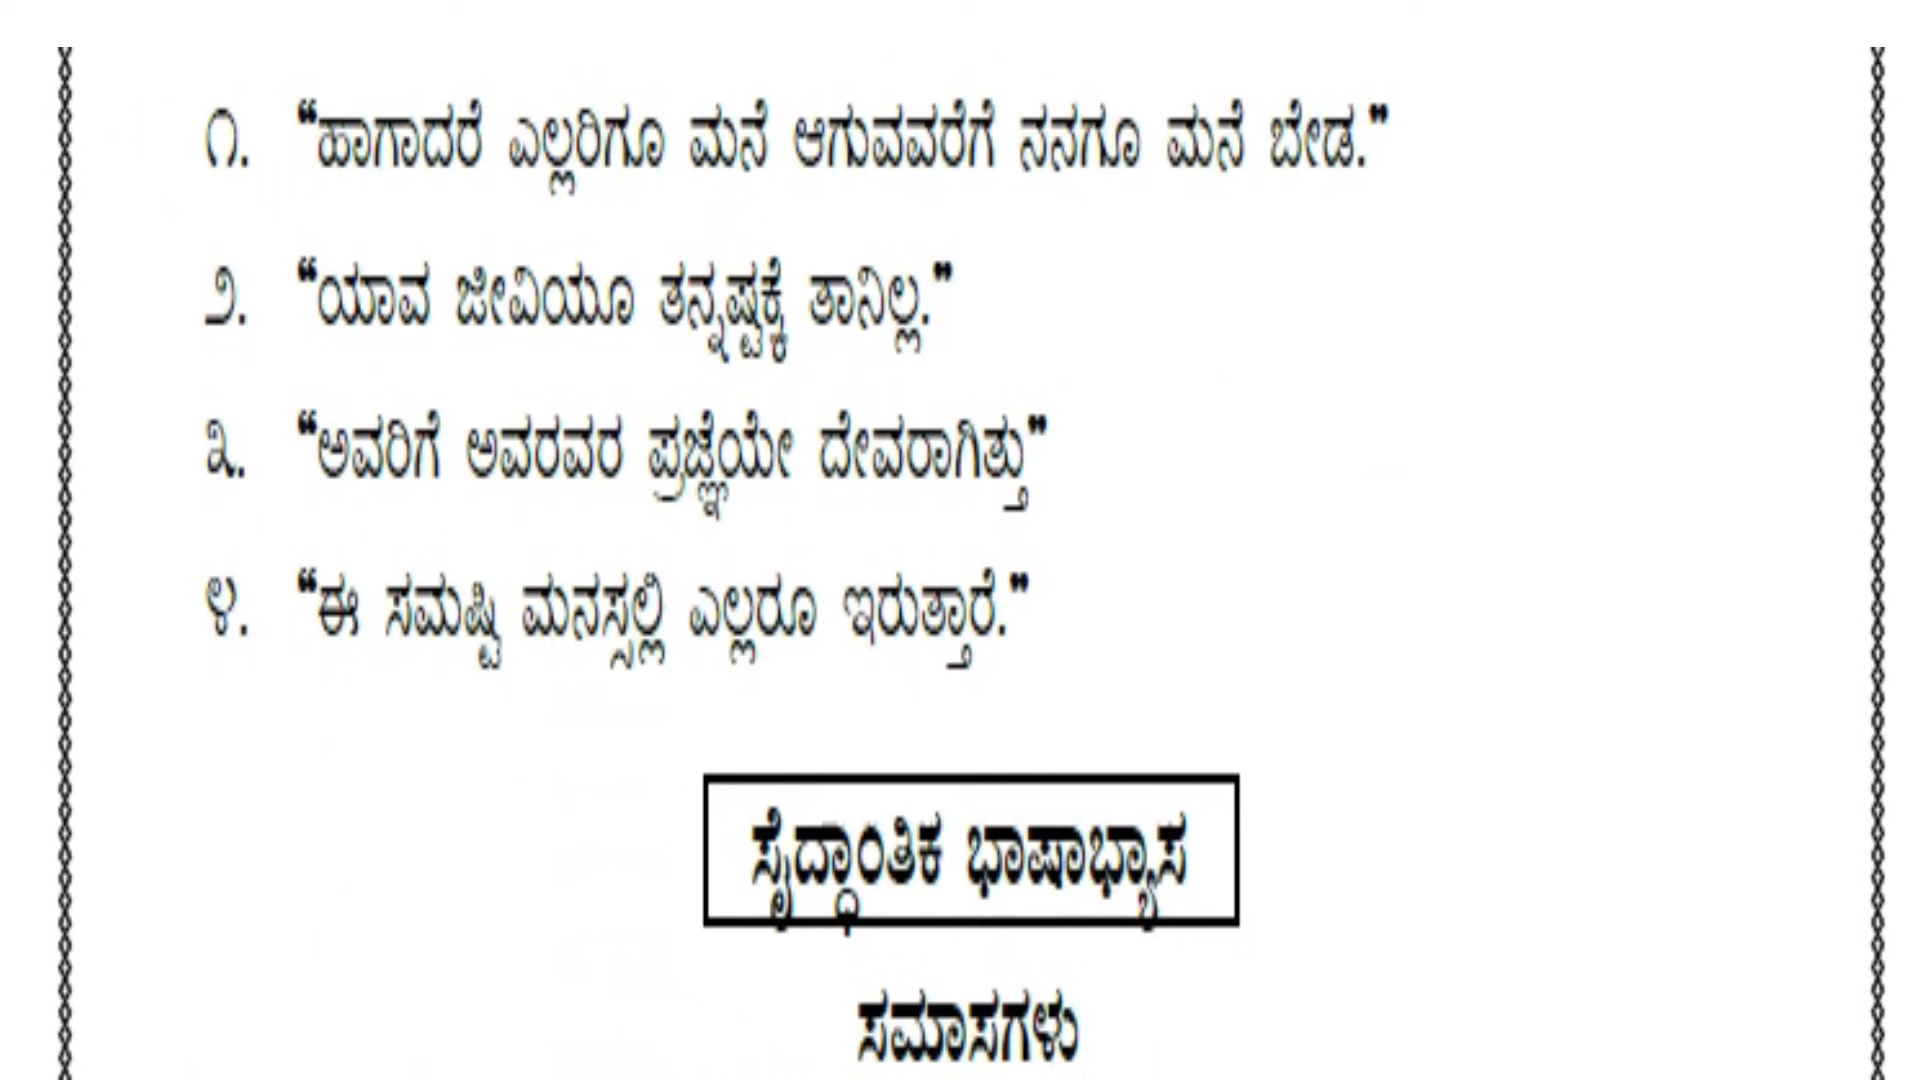 ೧. “ಹಾಗಾದರೆ ಎಲ್ಲರಿಗೂ ಮನೆ ಆಗುವವರೆಗೆ ನನಗೂ ಮನೆ ಬೇಡ.”
೨. “ಯಾವ ಜೀವಿಯೂ ತನ್ನಷ್ಟಕ್ಕೆ ತಾನಿಲ್ಲ.”
೩. “ಅವರಿಗೆ ಅವರವರ ಪ್ರಜ್ಞೆಯೇ ದೇವರಾಗಿತ್ತು”
೪. “ಈ ಸಮಷ್ಟಿ ಮನಸ್ಸಲ್ಲಿ ಎಲ್ಲರೂ ಇರುತ್ತಾರೆ.”
ಸೈದ್ಧಾಂತಿಕ ಭಾಷಾಭ್ಯಾಸ
ಸಮಾಸಗಳು